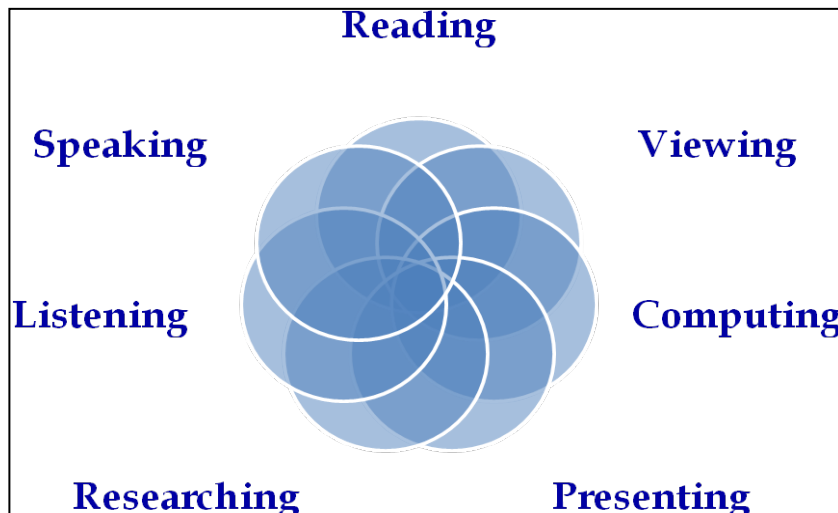 Reading
Speaking
Viewing
Listening
Computing
Researching
Presenting